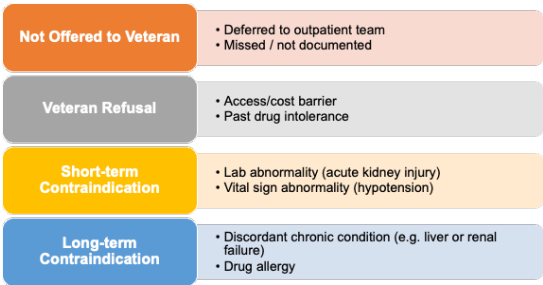 Not Offered to Veteran
• Deferred to outpatient team
• Missed / not documented
Veteran Refusal
• Access/cost barrier
• Past drug intolerance
Short-term
Contraindication
• Lab abnormality (acute kidney injury)
• Vital sign abnormality (hypotension)
Long-term
Contraindication
• Discordant chronic condition (e.g. liver or renal
failure)
• Drug allergy